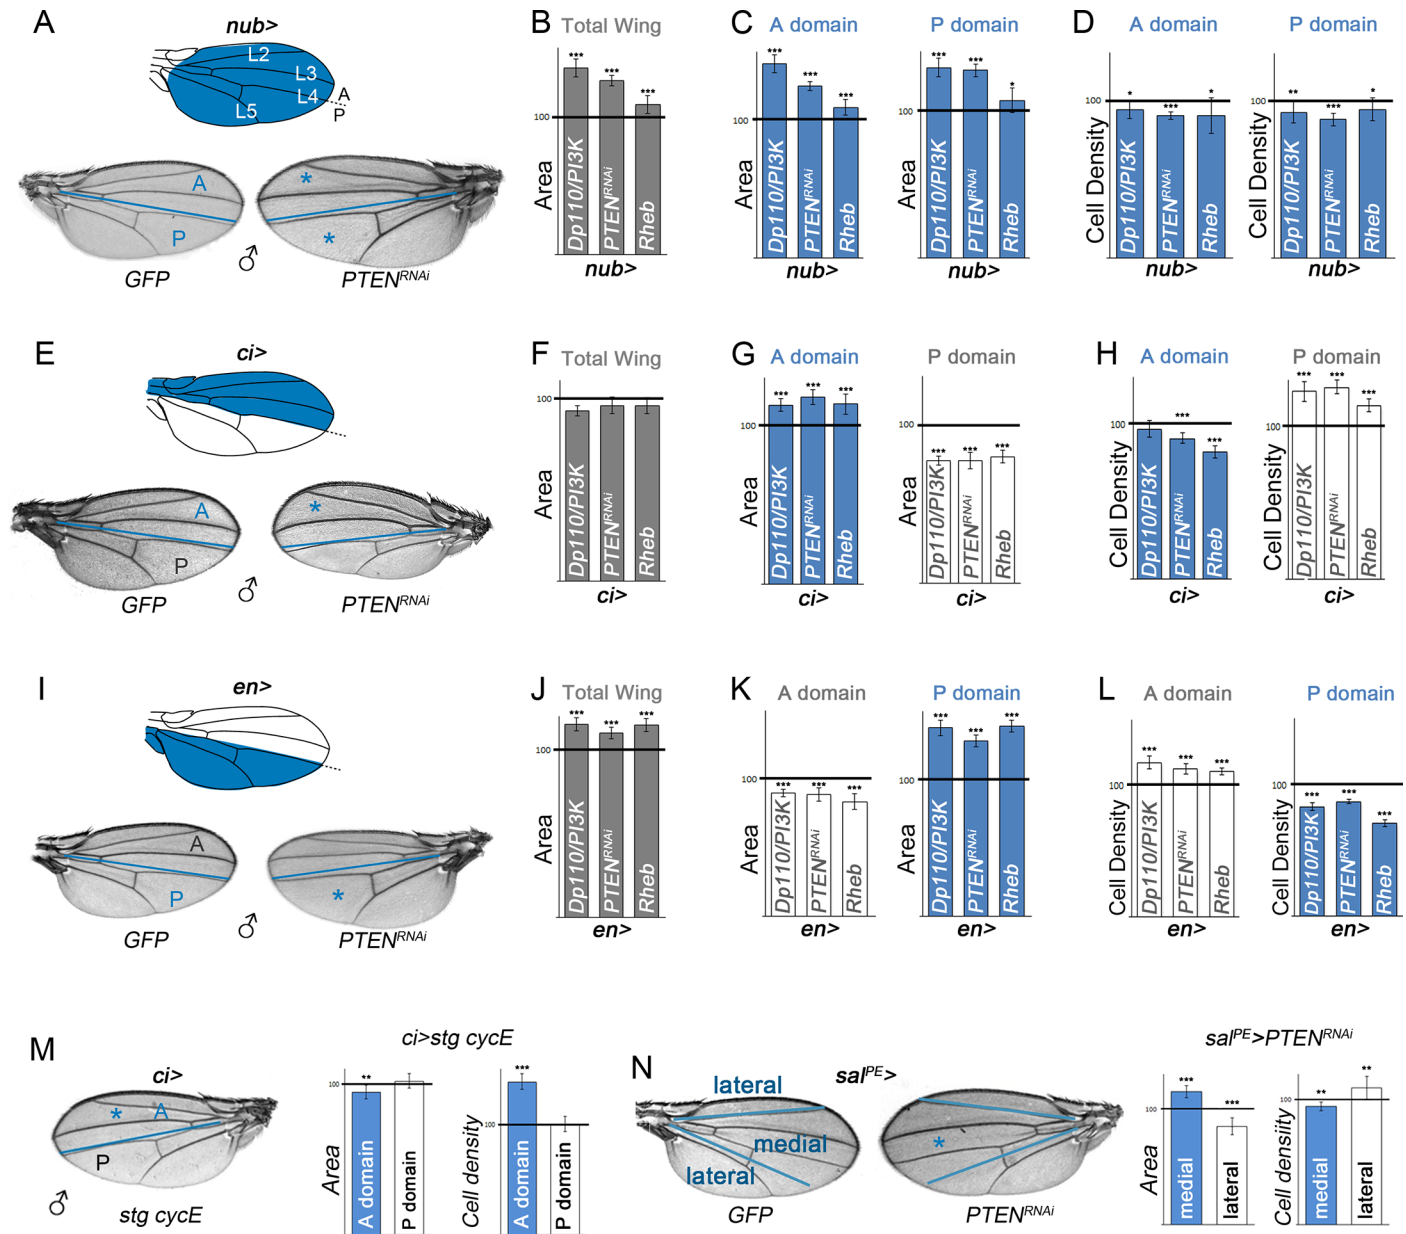 A
nub>
L2
L3
L4
L5
A
P
A
P
GFP
♂
*
*
PTENRNAi
B
Total Wing
Area
100
***
***
***
Dp110/PI3K
PTENRNAi
Rheb
nub>
C
A domain
Area
100
***
***
***
Dp110/PI3K
PTENRNAi
Rheb
nub>
P domain
100
***
***
*
Dp110/PI3K
PTENRNAi
Rheb
nub>
D
A domain
Cell Density
100
*
***
*
Dp110/PI3K
PTENRNAi
Rheb
nub>
P domain
Cell Density
100
**
***
*
Dp110/PI3K
PTENRNAi
Rheb
nub>
E
ci>
A
P
GFP
♂
*
PTENRNAi
F
Total Wing
Area
100
Dp110/PI3K
PTENRNAi
Rheb
ci>
G
A domain
Area
100
***
***
***
Dp110/PI3K
PTENRNAi
Rheb
ci>
P domain
Area
100
***
***
***
Dp110/PI3K
PTENRNAi
Rheb
ci>
H
A domain
Cell Density
100
***
***
Dp110/PI3K
PTENRNAi
Rheb
ci>
P domain
Cell Density
100
***
***
***
Dp110/PI3K
PTENRNAi
Rheb
ci>
I
en>
A
P
GFP
♂
*
PTENRNAi
J
Total Wing
Area
100
***
***
***
Dp110/PI3K
PTENRNAi
Rheb
en>
K
A domain
Area
100
***
***
***
Dp110/PI3K
PTENRNAi
Rheb
en>
P domain
Area
100
***
***
***
Dp110/PI3K
PTENRNAi
Rheb
en>
L
A domain
Cell Density
100
***
***
***
Dp110/PI3K
PTENRNAi
Rheb
en>
P domain
Cell Density
100
***
***
***
Dp110/PI3K
PTENRNAi
Rheb
en>
M
ci>
*
A
P
♂
stg cycE
ci>stg cycE
Area
100
**
A domain
P domain
Cell density
100
***
A domain
P domain
N
salPE>
lateral
medial
lateral
GFP
*
PTENRNAi
salPE>PTENRNAi
Area
100
***
***
medial
lateral
Cell densiity
100
**
**
medial
lateral